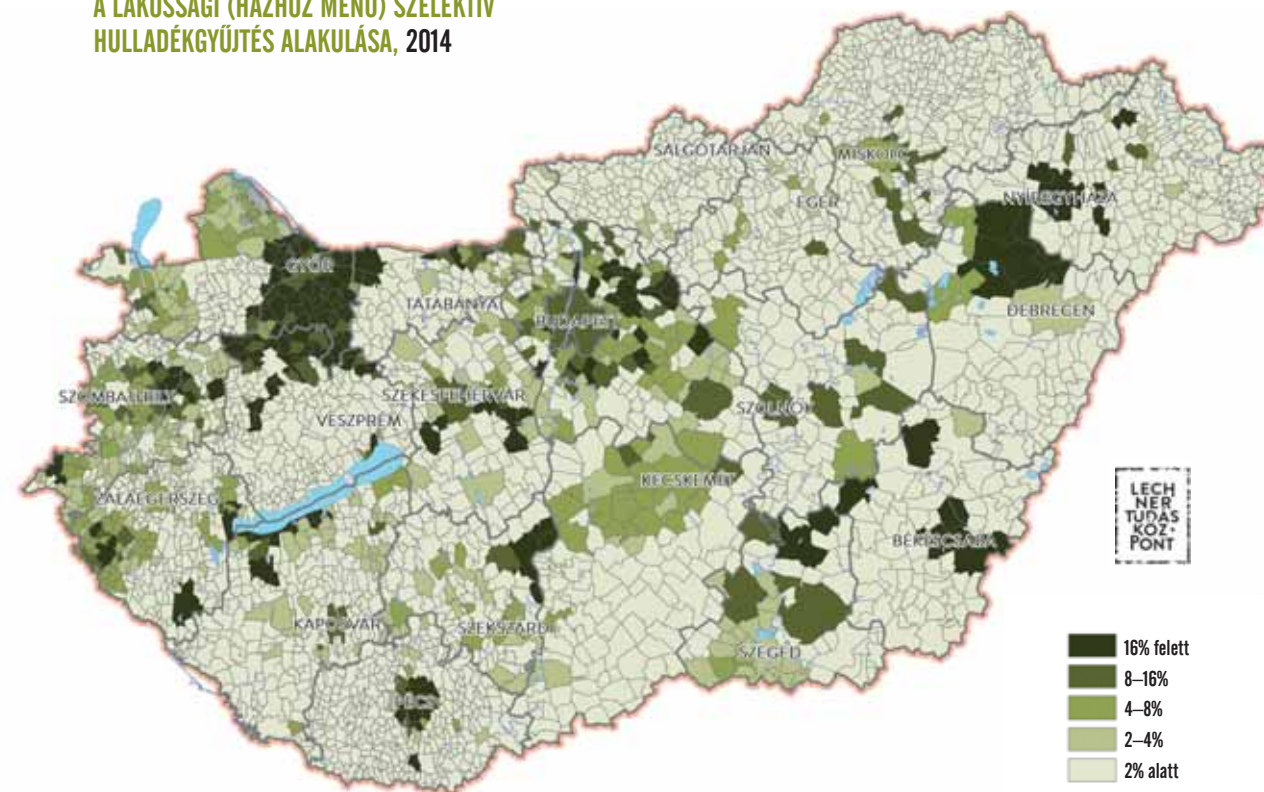 A LAKOSSÁGI (HÁZHOZ MENŐ) SZELEKTÍV
HULLADÉKGYŰJTÉS ALAKULÁSA, 2014
SALGÓTARJÁN
MISKOLC
EGER
NYÍREGYHÁZA
GYŐR
TATABÁNYA
BUDAPEST
DEBRECEN
SZOMBATHELY
SZÉKESFEHÉRVÁR
VESZPRÉM
SZOLNOK
ZALAEGERSZEG
KECSKEMÉT
BÉKÉSCSABA
KAPOSVÁR
SZEKSZÁRD
SZEGED
PÉCS
LECH
NER
TUDÁS
KÖZ·
PONT
16% felett
8–16%
4–8%
2–4%
2% alatt